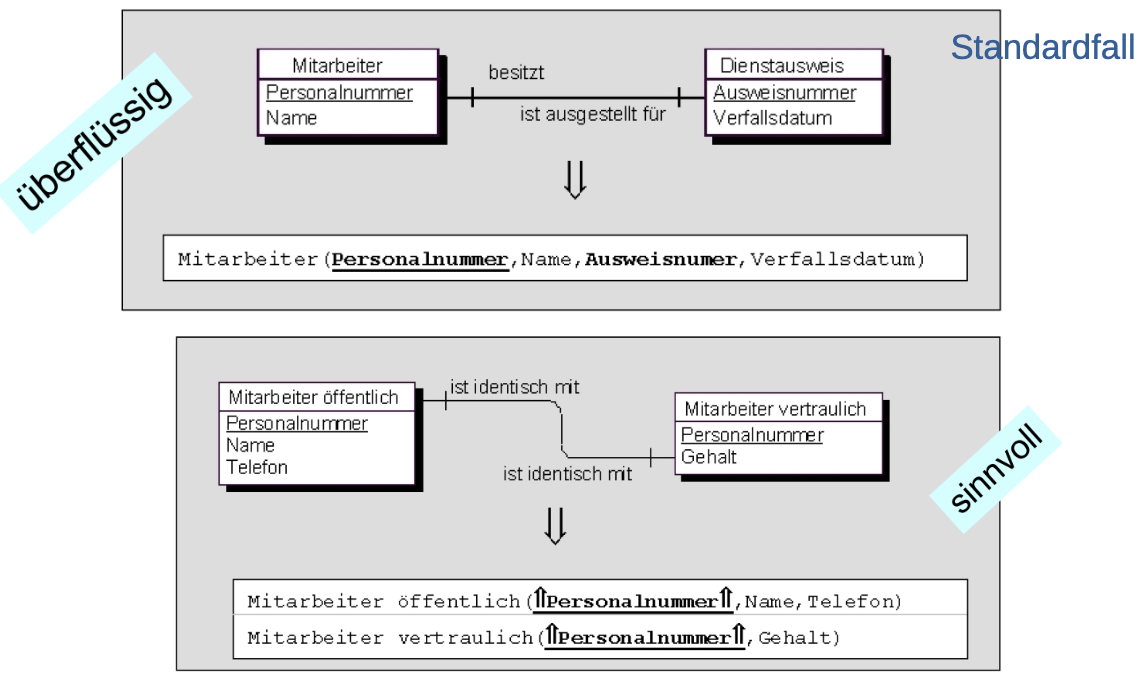 Standardfall
überflüssig
Mitarbeiter
Personalnummer
Name
besitzt
ist ausgestellt für
Dienstausweis
Ausweisnummer
Verfallsdatum
⇓
Mitarbeiter(Personalnummer,Name,Ausweisnumer,Verfallsdatum)
Mitarbeiter öffentlich
Personalnummer
Name
Telefon
ist identisch mit
ist identisch mit
Mitarbeiter vertraulich
Personalnummer
Gehalt
sinnvoll
⇓
Mitarbeiter öffentlich(⇑Personalnummer⇑,Name,Telefon)
Mitarbeiter vertraulich(⇑Personalnummer⇑,Gehalt)